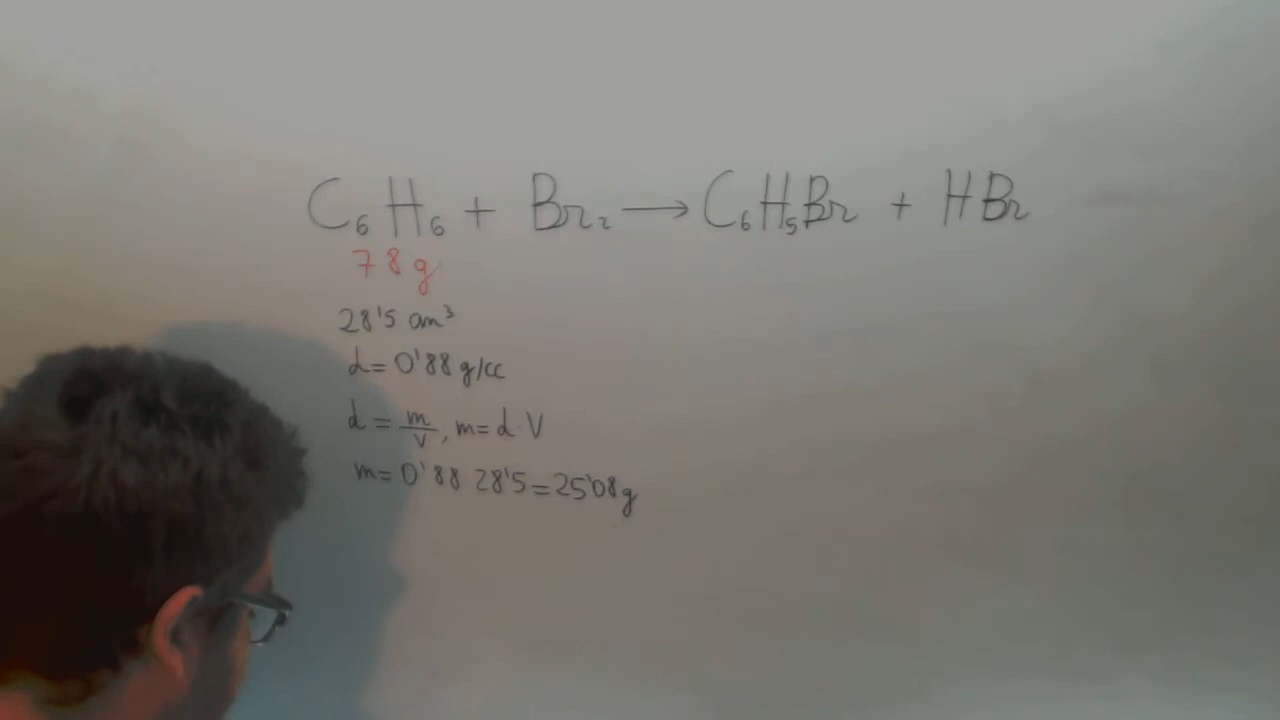 C₆H₆ + Br₂ → C₆H₅Br + HBr
78 g
28'5 cm³
d = 0'88 g/cc
d = m/V, m = d · V
m = 0'88 28'5 = 25'08 g